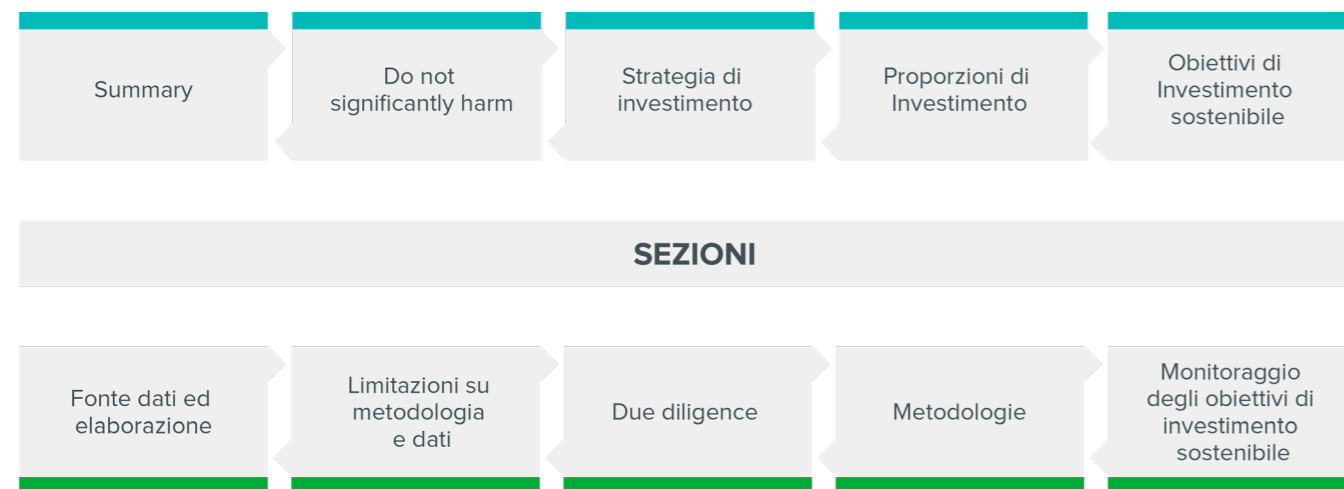 Summary
Do not
significantly harm
Strategia di
investimento
Proporzioni di
Investimento
Obiettivi di
Investimento
sostenibile
SEZIONI
Fonte dati ed
elaborazione
Limitazioni su
metodologia
e dati
Due diligence
Metodologie
Monitoraggio
degli obiettivi di
investimento
sostenibile